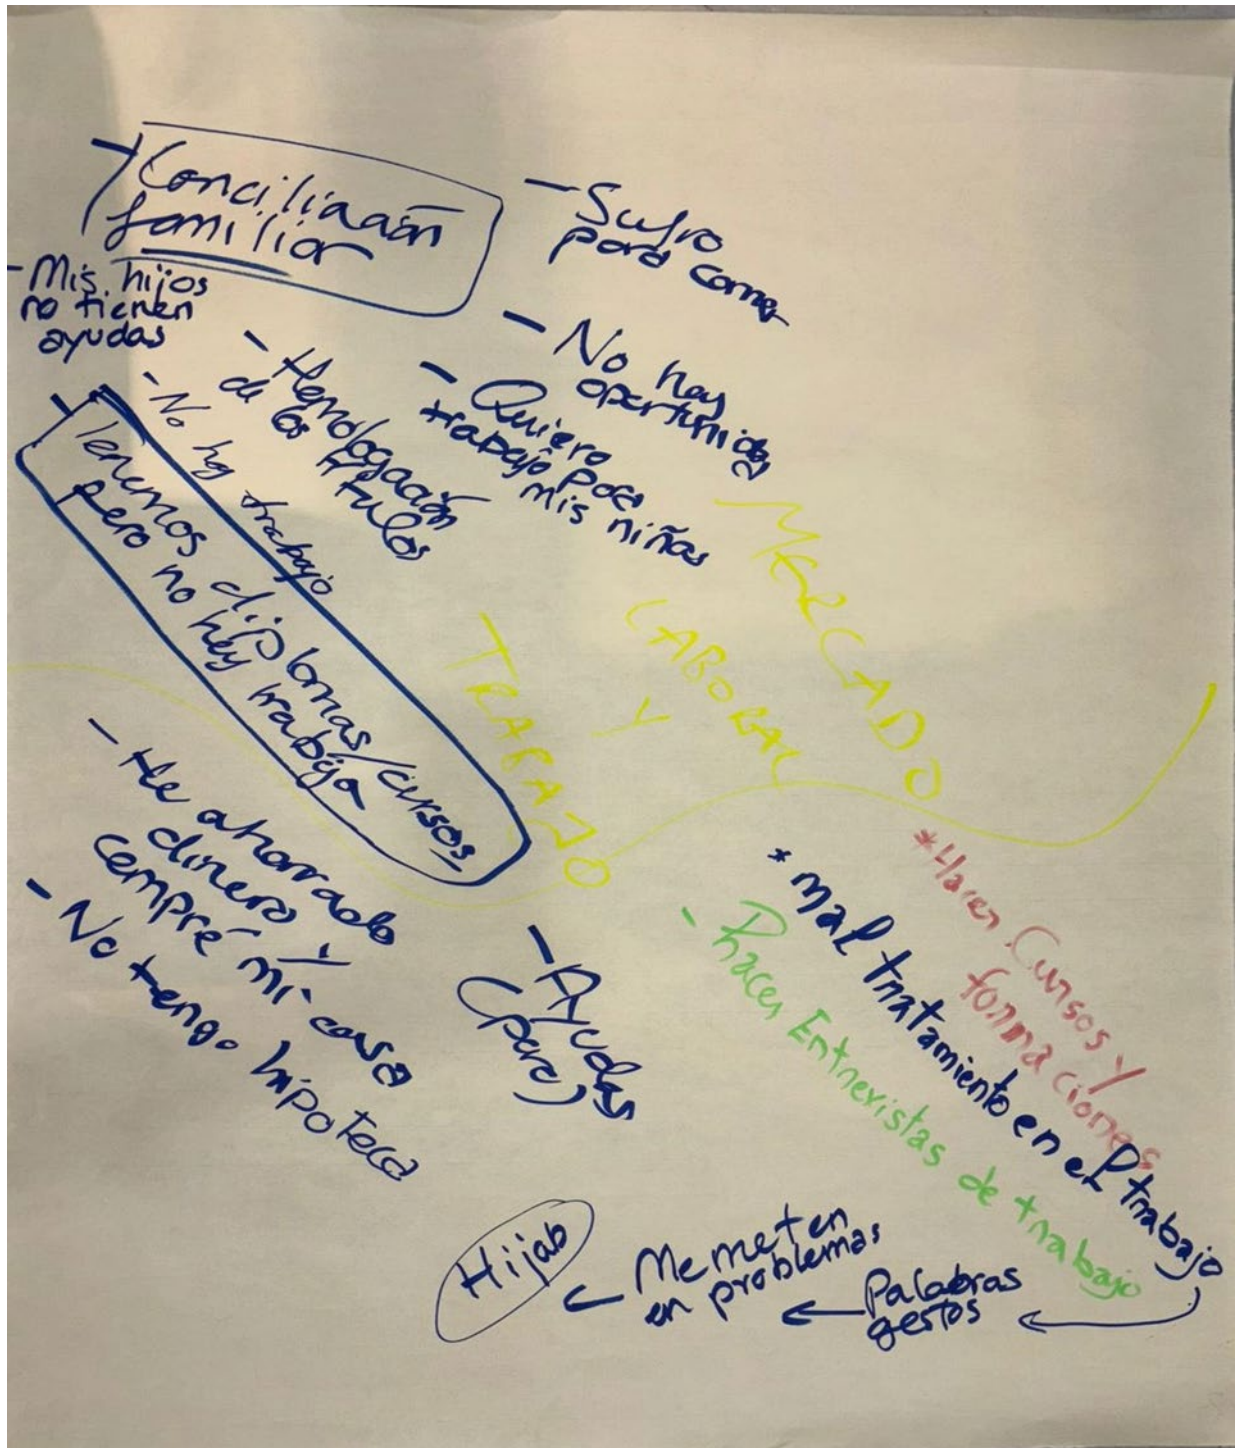 - Conciliación
familiar
- Sufro
para comer
- Mis hijos
no tienen
ayudas
- No hay
oportunidades
- Quiero
trabajo para
mis niñas
- Homologación
de los
títulos
- No hay trabajo
- Tenemos diplomas/cursos
pero no hay trabajo
MERCADO
LABORAL
Y
TRABAJO
- He ahorrado
dinero y
compré mi casa
- No tengo hipoteca
- Ayudas
(paro)
* Hacen Cursos y
formaciones
* mal tratamiento en el trabajo
- hacer Entrevistas de trabajo
Palabras
gestos
Me meten
en problemas
Hijab